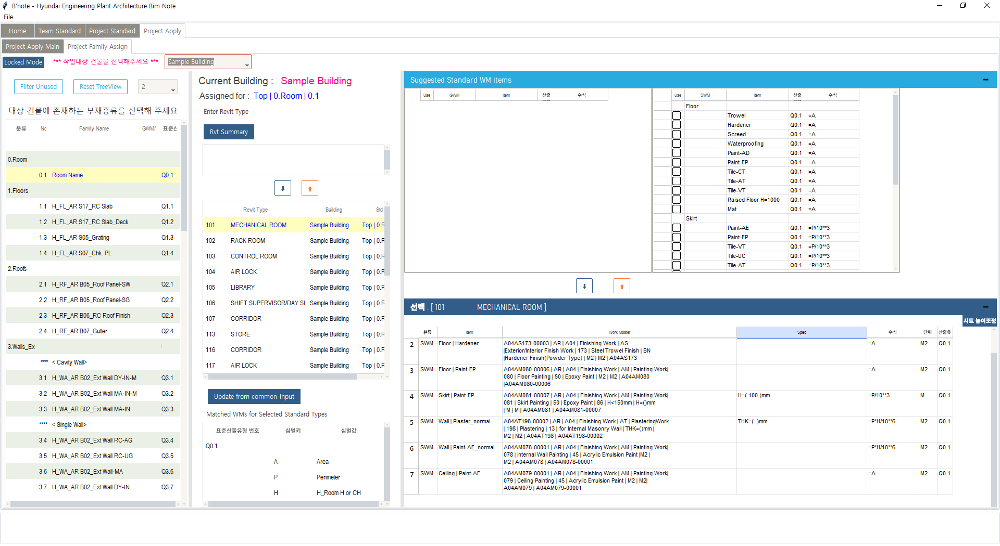 B'note - Hyundai Engineering Plant Architecture Bim Note
File
Home Team Standard Project Standard Project Apply
Project Apply Main Project Family Assign
Locked Mode *** 작업대상 건물을 선택해주세요 *** Sample Building
Filter Unused Reset TreeView 2
대상 건물에 존재하는 부재종류를 선택해 주세요
분류 Nc Family Name GWM/ 표준산
0.Room
0.1 Room Name Q0.1
1.Floors
1.1 H_FL_AR S17_RC Slab Q1.1
1.2 H_FL_AR S17_RC Slab_Deck Q1.2
1.3 H_FL_AR S05_Grating Q1.3
1.4 H_FL_AR S07_Chk. PL Q1.4
2.Roofs
2.1 H_RF_AR B05_Roof Panel-SW Q2.1
2.2 H_RF_AR B05_Roof Panel-SG Q2.2
2.3 H_RF_AR B06_RC Roof Finish Q2.3
2.4 H_RF_AR B07_Gutter Q2.4
3.Walls_Ex
**** < Cavity Wall>
3.1 H_WA_AR B02_Ext Wall DY-IN-M Q3.1
3.2 H_WA_AR B02_Ext Wall MA-IN-M Q3.2
3.3 H_WA_AR B02_Ext Wall MA-IN Q3.3
**** < Single Wall>
3.4 H_WA_AR B02_Ext Wall RC-AG Q3.4
3.5 H_WA_AR B02_Ext Wall RC-UG Q3.5
3.6 H_WA_AR B02_Ext Wall-MA Q3.6
3.7 H_WA_AR B02_Ext Wall DY-IN Q3.7
Current Building : Sample Building
Assigned for : Top | 0.Room | 0.1
Enter Revit Type
Rvt Summary
Revit Type Building Std
101 MECHANICAL ROOM Sample Building Top | 0.R
102 RACK ROOM Sample Building Top | 0.R
103 CONTROL ROOM Sample Building Top | 0.R
104 AIR LOCK Sample Building Top | 0.R
105 LIBRARY Sample Building Top | 0.R
106 SHIFT SUPERVISOR/DAY SU Sample Building Top | 0.R
107 CORRIDOR Sample Building Top | 0.R
113 STORE Sample Building Top | 0.R
116 CORRIDOR Sample Building Top | 0.R
117 AIR LOCK Sample Building Top | 0.R
Update from common-input
Matched WMs for Selected Standard Types
표준산출유형 번호 심벌키 심벌값
Q0.1
A Area
P Perimeter
H H_Room H or CH
Suggested Standard WM items
Use GWM Item 산출 수식
Use SWM Item 산출 수식
Floor
Trowel Q0.1 =A
Hardener Q0.1 =A
Screed Q0.1 =A
Waterproofing Q0.1 =A
Paint-AD Q0.1 =A
Paint-EP Q0.1 =A
Tile-CT Q0.1 =A
Tile-AT Q0.1 =A
Tile-VT Q0.1 =A
Raised Floor H=1000 Q0.1 =A
Mat Q0.1 =A
Skirt
Paint-AE Q0.1 =P/10**3
Paint-EP Q0.1 =P/10**3
Tile-VT Q0.1 =P/10**3
Tile-UC Q0.1 =P/10**3
Tile-AT Q0.1 =P/10**3
선택 : [ 101 MECHANICAL ROOM ]
시트 높이조정
분류 Item Work Master Spec 수식 단위 산출유
2 SWM Floor | Hardener A04AS173-00003 | AR | A04 | Finishing Work | AS =A M2 Q0.1
|Exterior/Interior Finish Work | 173 | Steel Trowel Finish | BN
|Hardener Finish(Powder Type) | M2 | M2 | A04AS173
3 SWM Floor | Paint-EP A04AM080-00006 | AR | A04 | Finishing Work | AM | Painting Work| =A M2 Q0.1
080 | Floor Painting | 50 | Epoxy Paint | M2 | M2 | A04AM080
|A04AM080-00006
4 SWM Skirt | Paint-EP A04AM081-00007 | AR | A04 | Finishing Work | AM | Painting Work| H=( 100 )mm =P/10**3 M Q0.1
081 | Skirt Painting | 50 | Epoxy Paint | 86 | H<150mm | H=()mm
| M | M | A04AM081 | A04AM081-00007
5 SWM Wall | Plaster_normal A04AT198-00002 | AR | A04 | Finishing Work | AT | PlasteringWork THK=( )mm =P*H/10**6 M2 Q0.1
| 198 | Plastering | 13 | for Internal Masonry Wall | THK=()mm |
M2 | M2 | A04AT198 | A04AT198-00002
6 SWM Wall | Paint-AE_normal A04AM078-00001 | AR | A04 | Finishing Work | AM | Painting Work| =P*H/10**6 M2 Q0.1
078 | Internal Wall Painting | 45 | Acrylic Emulsion Paint |M2 |
M2 | A04AM078 | A04AM078-00001
7 SWM Ceiling | Paint-AE A04AM079-00001 | AR | A04 | Finishing Work | AM | Painting Work| =A M2 Q0.1
079 | Ceiling Painting | 45 | Acrylic Emulsion Paint | M2 | M2|
A04AM079 | A04AM079-00001